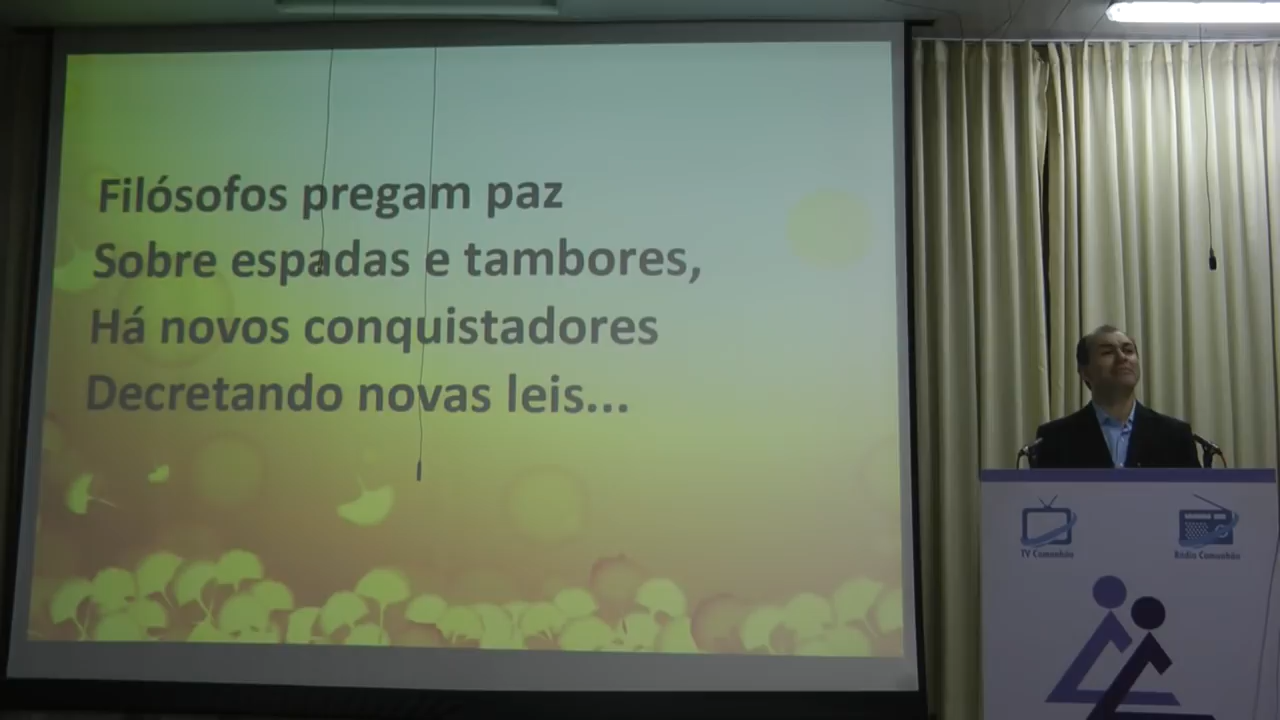 Filósofos pregam paz
Sobre espadas e tambores,
Há novos conquistadores
Decretando novas leis...
TV Comunhão
Rádio Comunhão